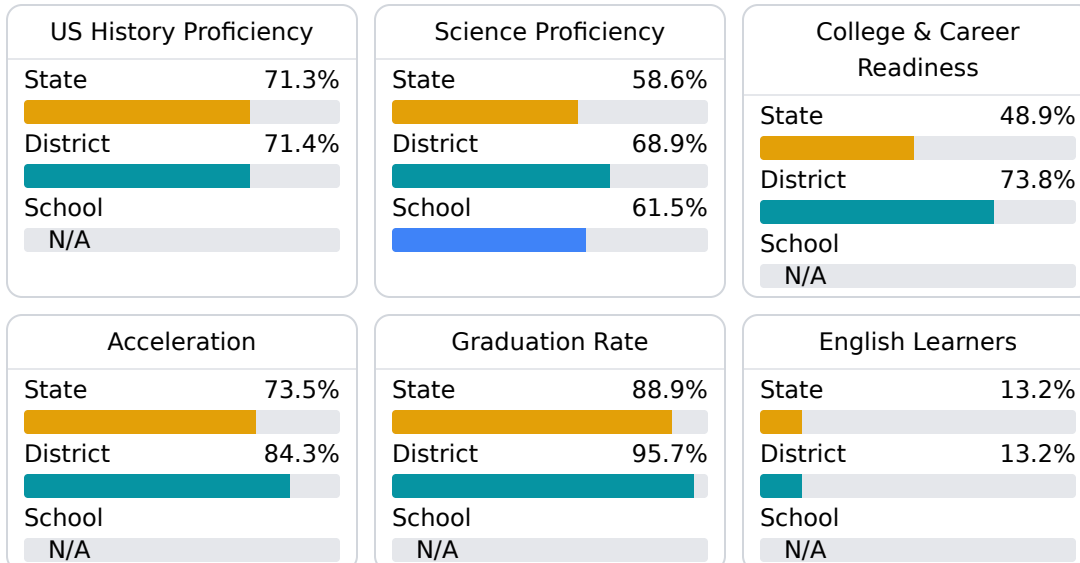 US History Proficiency
State 71.3%
District 71.4%
School
N/A
Science Proficiency
State 58.6%
District 68.9%
School 61.5%
College & Career
Readiness
State 48.9%
District 73.8%
School
N/A
Acceleration
State 73.5%
District 84.3%
School
N/A
Graduation Rate
State 88.9%
District 95.7%
School
N/A
English Learners
State 13.2%
District 13.2%
School
N/A